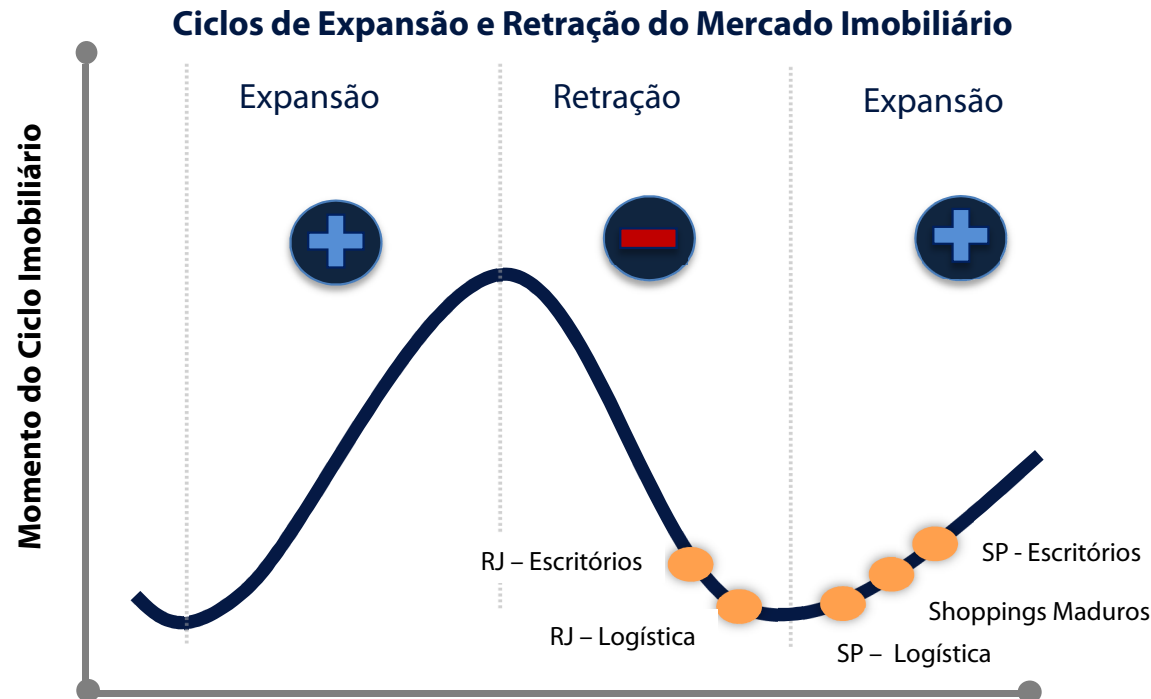 Ciclos de Expansão e Retração do Mercado Imobiliário
Expansão
Retração
Expansão
Momento do Ciclo Imobiliário
RJ – Escritórios
SP - Escritórios
Shoppings Maduros
RJ – Logística
SP – Logística